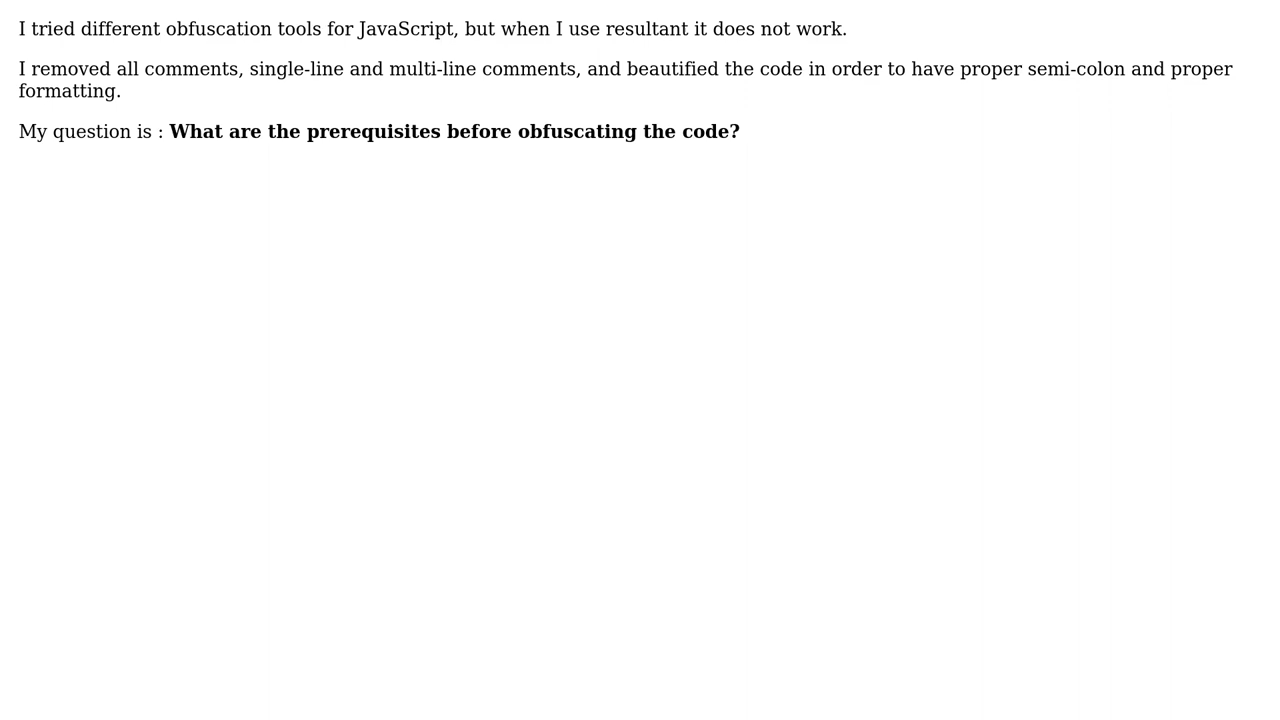 I tried different obfuscation tools for JavaScript, but when I use resultant it does not work.
I removed all comments, single-line and multi-line comments, and beautified the code in order to have proper semi-colon and proper
formatting.
My question is : What are the prerequisites before obfuscating the code?